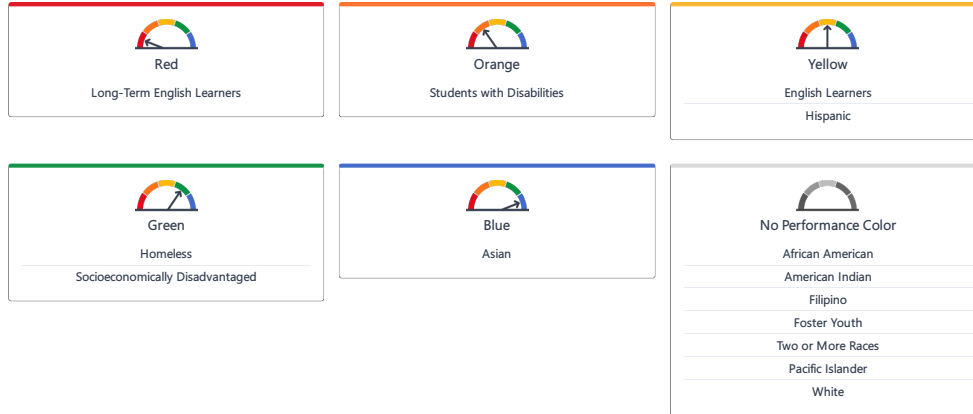 Red
Long-Term English Learners
Orange
Students with Disabilities
Yellow
English Learners
Hispanic
Green
Homeless
Socioeconomically Disadvantaged
Blue
Asian
No Performance Color
African American
American Indian
Filipino
Foster Youth
Two or More Races
Pacific Islander
White